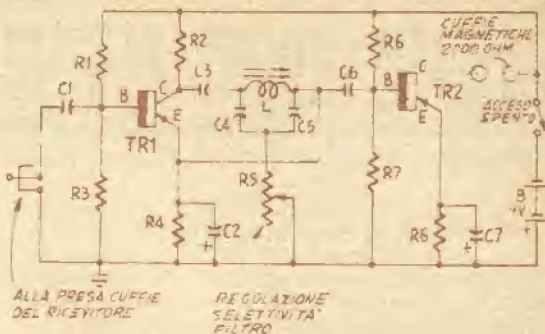 CUFFIE
MAGNETICHE
2000 OHM
R1
R2
R6
C1
C3
C6
B
C
E
TR1
L
C4
C5
B
C
E
TR2
ACCESO
SPENTO
R3
R4
C2
R5
R7
R6
C7
B
ALLA PRESA CUFFIE
DEL RICEVITORE
REGOLAZIONE
SELETTIVITA'
FILTRO